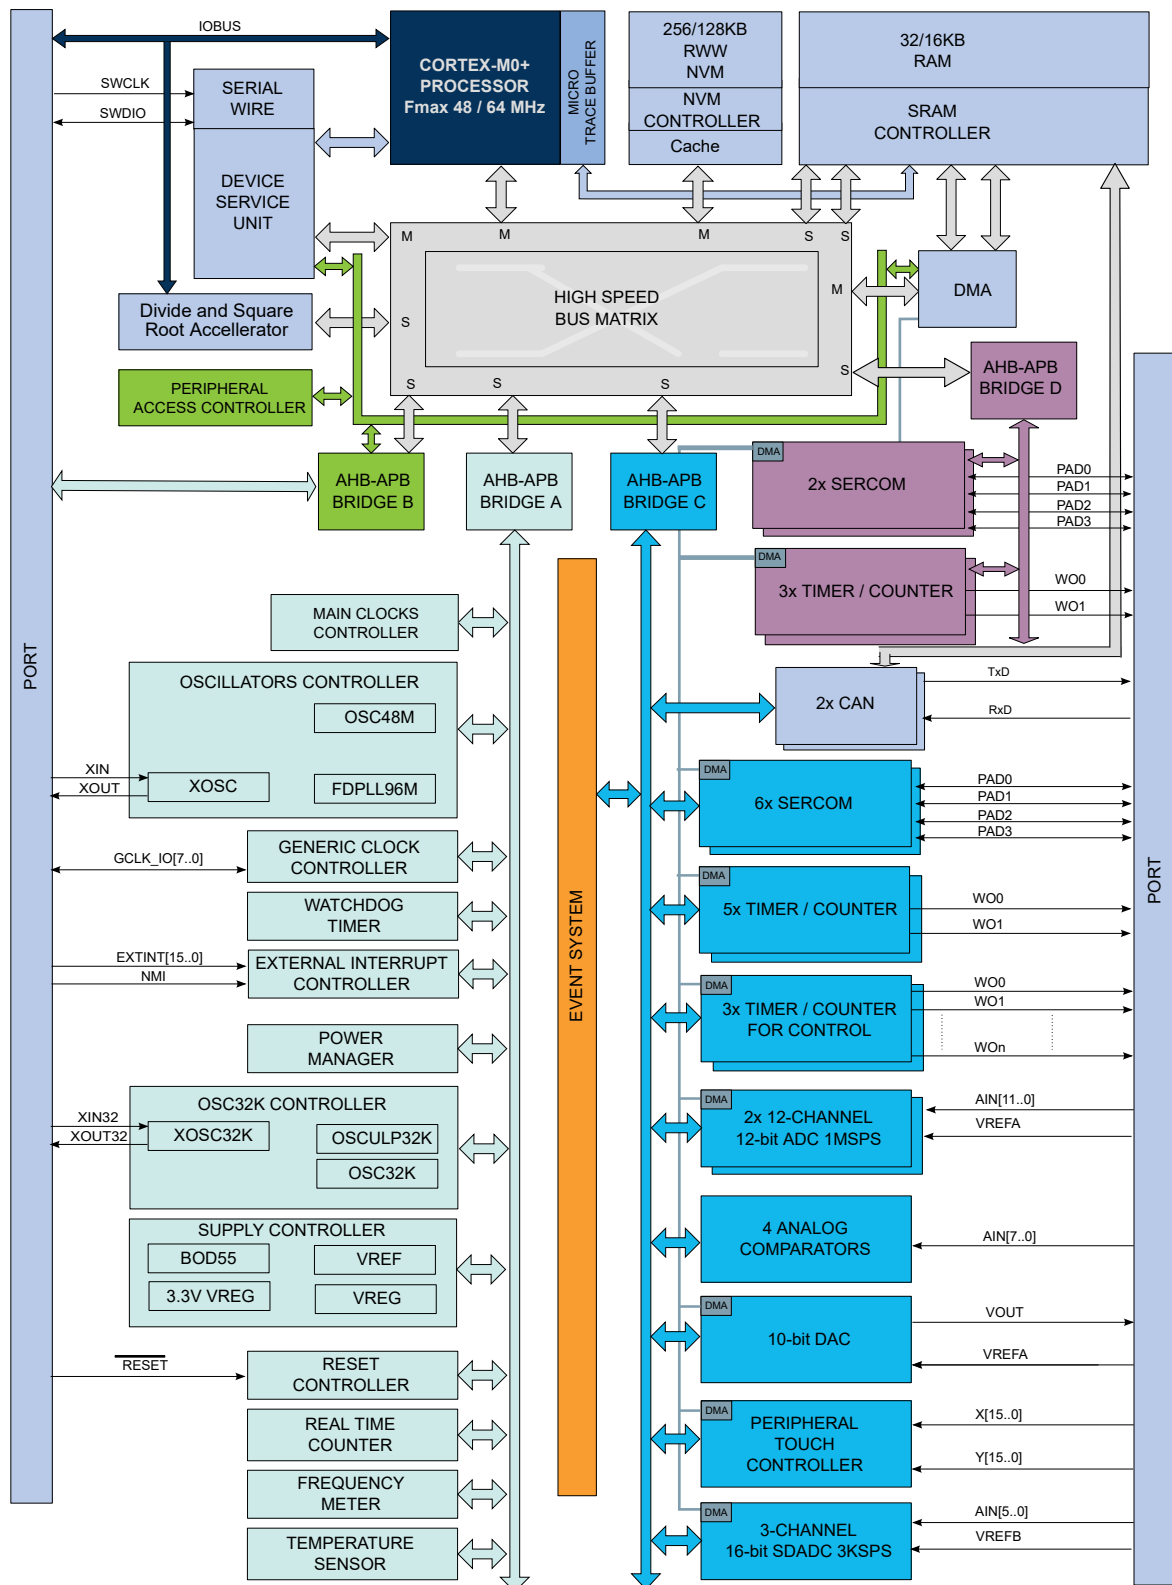 IOBUS
SWCLK
SWDIO
SERIAL
WIRE
DEVICE
SERVICE
UNIT
CORTEX-M0+
PROCESSOR
Fmax 48 / 64 MHz
MICRO
TRACE BUFFER
256/128KB
RWW
NVM
NVM
CONTROLLER
Cache
32/16KB
RAM
SRAM
CONTROLLER
M
M
M
S
S
M
S
S
S
S
S
HIGH SPEED
BUS MATRIX
DMA
Divide and Square
Root Accellerator
PERIPHERAL
ACCESS CONTROLLER
AHB-APB
BRIDGE D
AHB-APB
BRIDGE B
AHB-APB
BRIDGE A
AHB-APB
BRIDGE C
DMA
2x SERCOM
PAD0
PAD1
PAD2
PAD3
DMA
3x TIMER / COUNTER
WO0
WO1
PORT
PORT
EVENT SYSTEM
MAIN CLOCKS
CONTROLLER
OSCILLATORS CONTROLLER
OSC48M
XOSC
FDPLL96M
XIN
XOUT
GCLK_IO[7..0]
GENERIC CLOCK
CONTROLLER
WATCHDOG
TIMER
EXTINT[15..0]
NMI
EXTERNAL INTERRUPT
CONTROLLER
POWER
MANAGER
OSC32K CONTROLLER
XIN32
XOUT32
XOSC32K
OSCULP32K
OSC32K
SUPPLY CONTROLLER
BOD55
VREF
3.3V VREG
VREG
RESET
RESET
CONTROLLER
REAL TIME
COUNTER
FREQUENCY
METER
TEMPERATURE
SENSOR
2x CAN
TxD
RxD
DMA
6x SERCOM
PAD0
PAD1
PAD2
PAD3
DMA
5x TIMER / COUNTER
WO0
WO1
DMA
3x TIMER / COUNTER
FOR CONTROL
WO0
WO1
WOn
DMA
2x 12-CHANNEL
12-bit ADC 1MSPS
AIN[11..0]
VREFA
4 ANALOG
COMPARATORS
AIN[7..0]
DMA
10-bit DAC
VOUT
VREFA
DMA
PERIPHERAL
TOUCH
CONTROLLER
X[15..0]
Y[15..0]
DMA
3-CHANNEL
16-bit SDADC 3KSPS
AIN[5..0]
VREFB